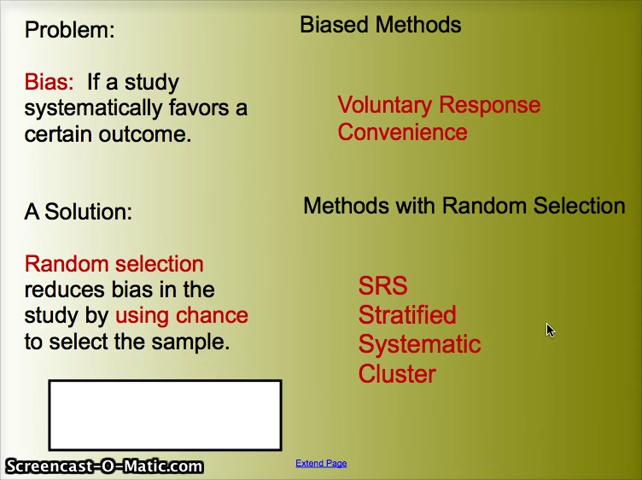 Problem:
Bias: If a study
systematically favors a
certain outcome.
Biased Methods
Voluntary Response
Convenience
A Solution:
Random selection
reduces bias in the
study by using chance
to select the sample.
Methods with Random Selection
SRS
Stratified
Systematic
Cluster
Extend Page
Screencast-O-Matic.com